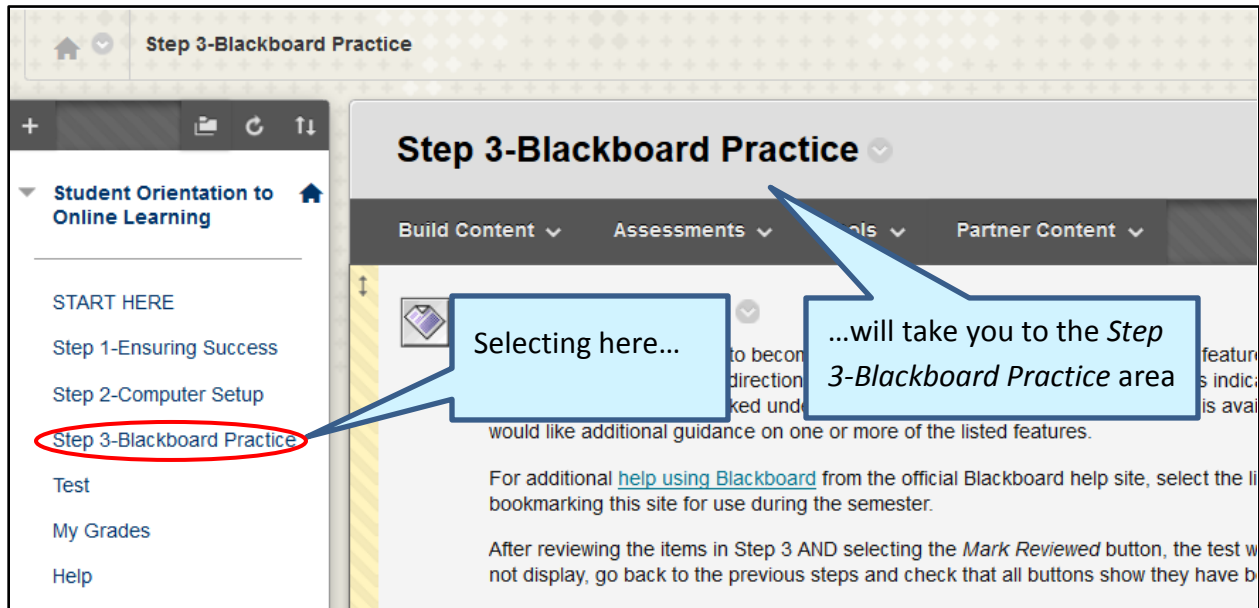 Step 3-Blackboard Practice
Student Orientation to
Online Learning
START HERE
Step 1-Ensuring Success
Step 2-Computer Setup
Step 3-Blackboard Practice
Test
My Grades
Help
Step 3-Blackboard Practice
Build Content
Assessments
Partner Content
Selecting here…
…will take you to the Step
3-Blackboard Practice area
would like additional guidance on one or more of the listed features.
For additional help using Blackboard from the official Blackboard help site, select the
bookmarking this site for use during the semester.
After reviewing the items in Step 3 AND selecting the Mark Reviewed button, the test
not display, go back to the previous steps and check that all buttons show they have